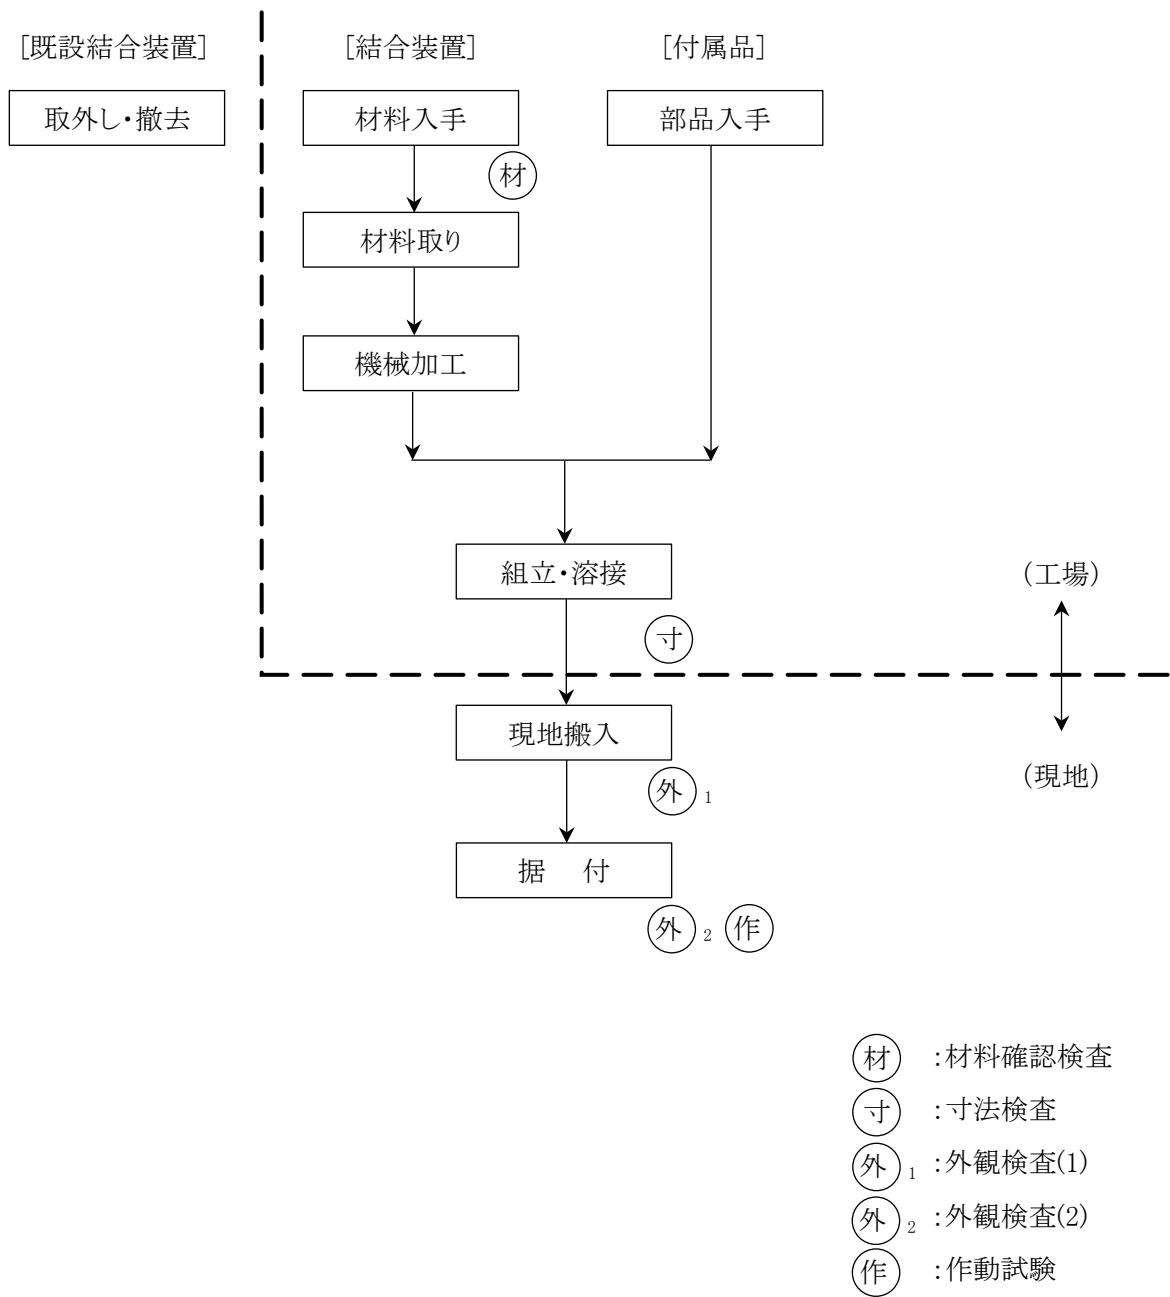 [既設結合装置] [結合装置] [付属品]
取外し・撤去 材料入手 部品入手
材
材料取り
機械加工
組立・溶接
(工場)
寸
現地搬入
(現地)
外 1
据 付
外 2 作
材 :材料確認検査
寸 :寸法検査
外 1 :外観検査(1)
外 2 :外観検査(2)
作 :作動試験